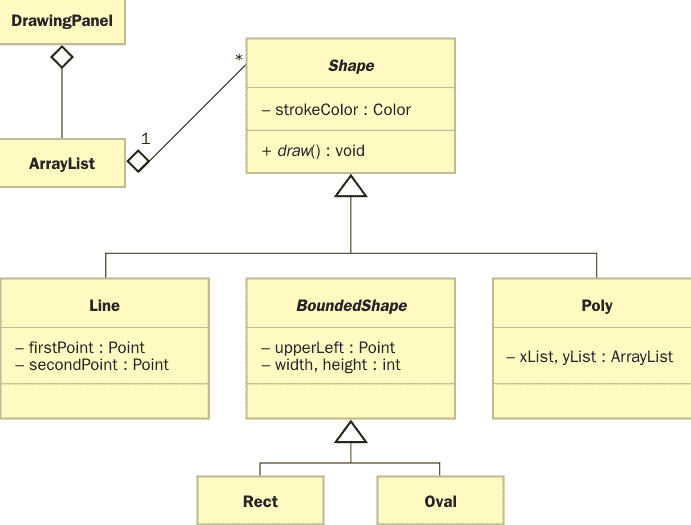 DrawingPanel
*
Shape
– strokeColor : Color
+ draw() : void
1
ArrayList
Line
– firstPoint : Point
– secondPoint : Point
BoundedShape
– upperLeft : Point
– width, height : int
Poly
– xList, yList : ArrayList
Rect
Oval